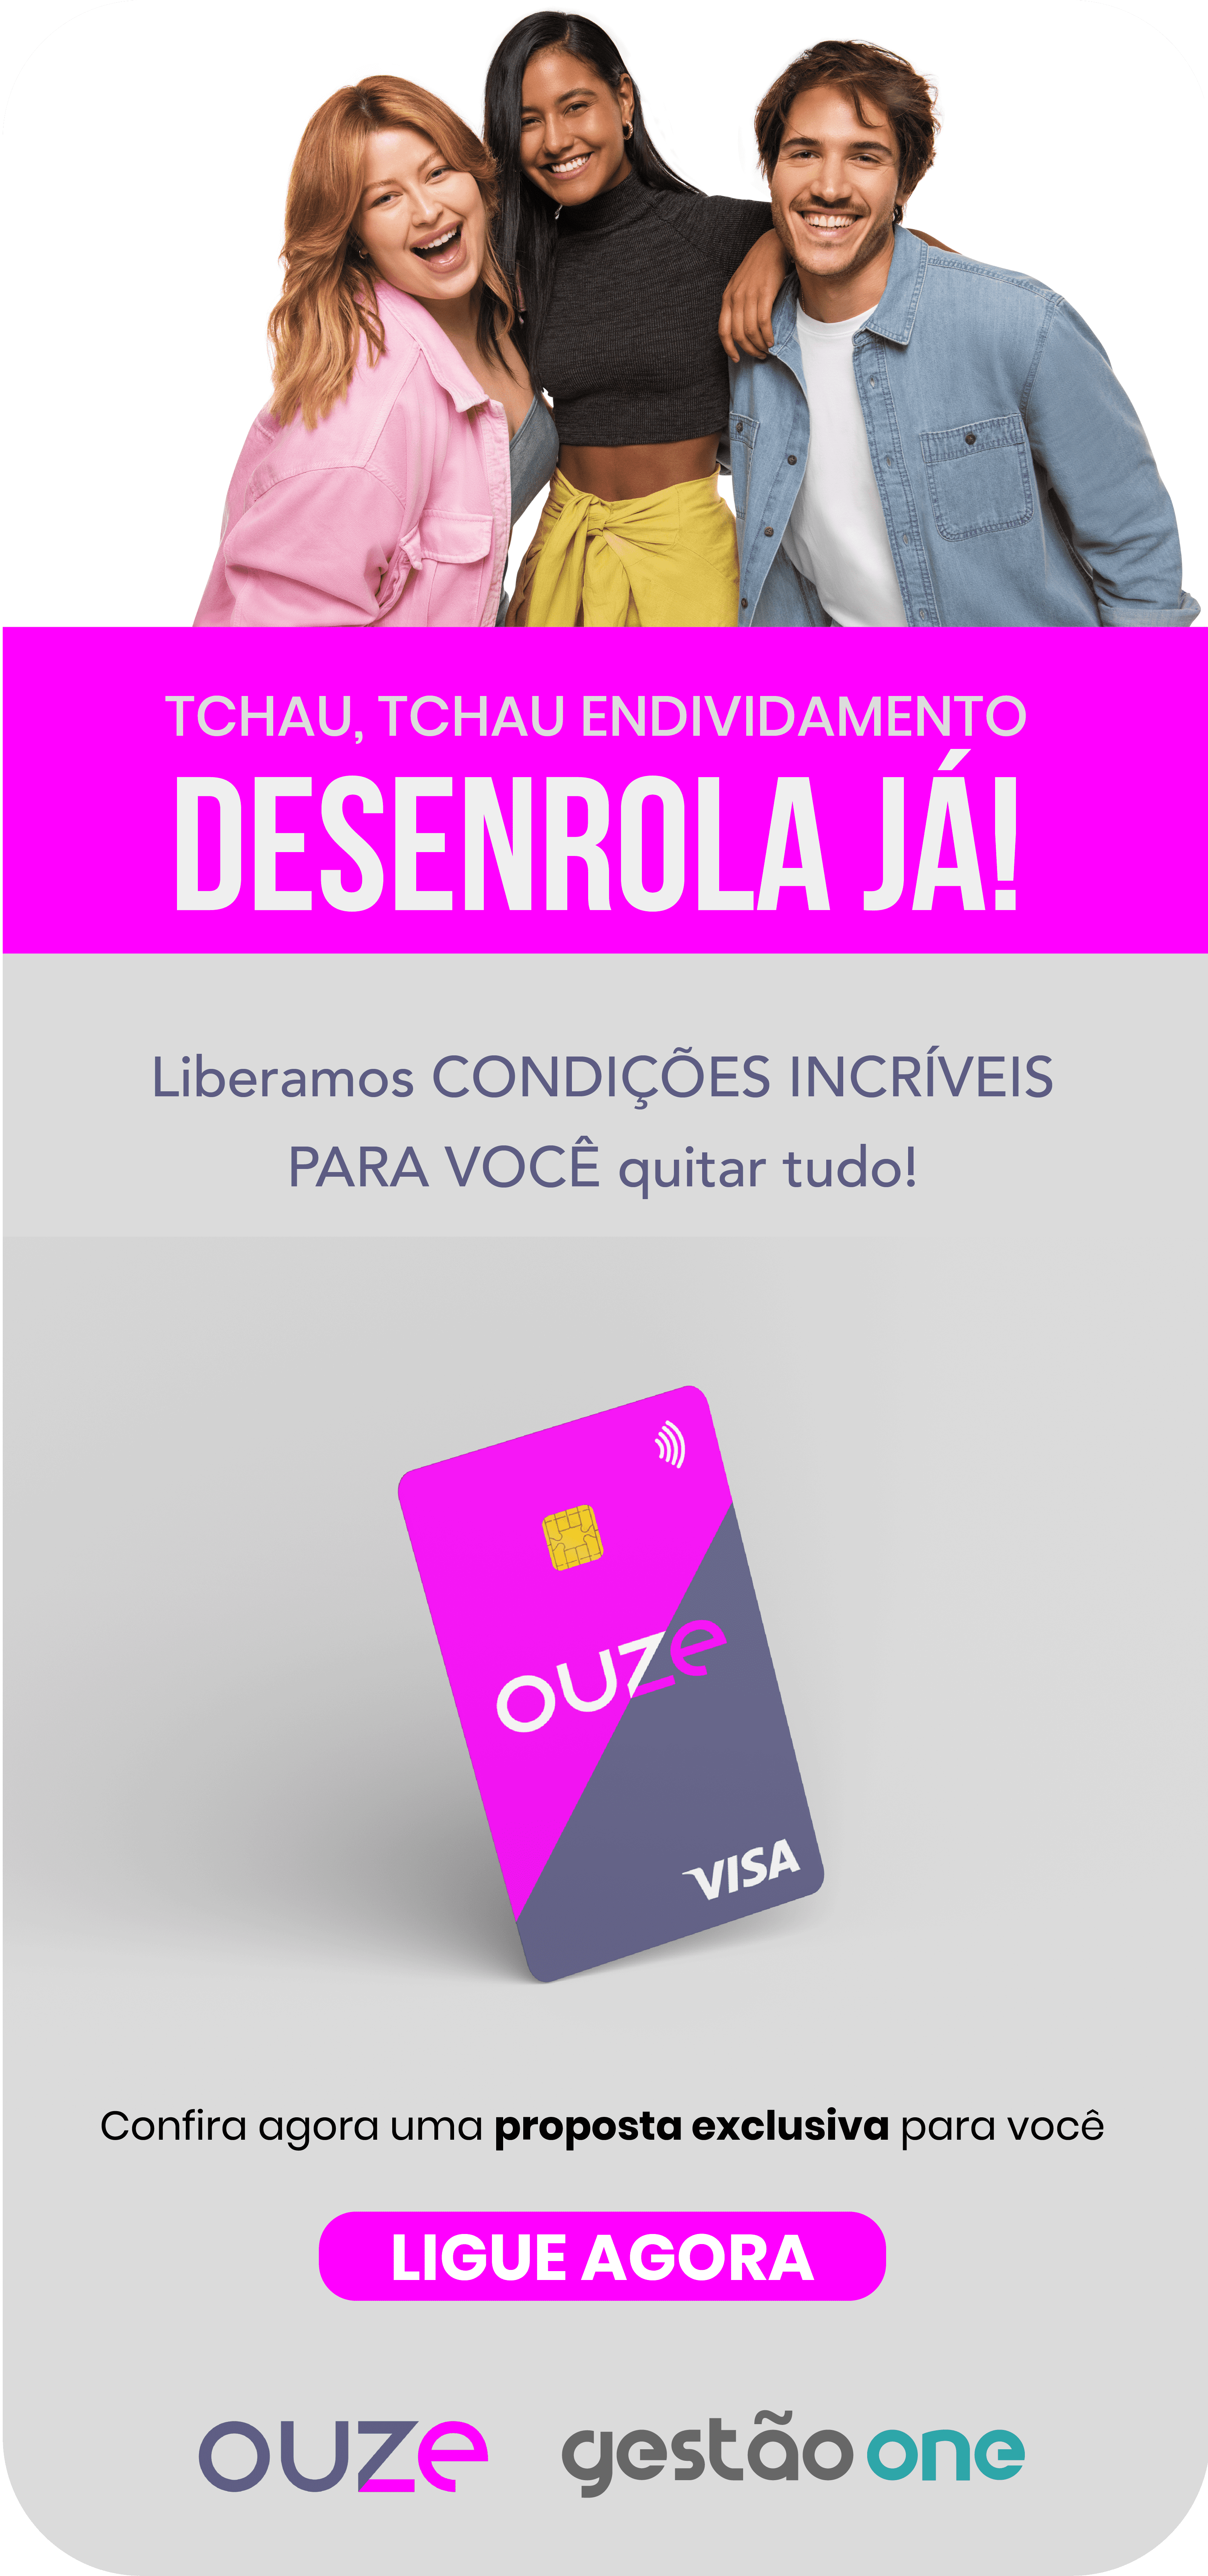 TCHAU, TCHAU ENDIVIDAMENTO
DESENROLA JÁ!
Liberamos CONDIÇÕES INCRÍVEIS
PARA VOCÊ quitar tudo!
ouze
VISA
Confira agora uma proposta exclusiva para você
LIGUE AGORA
ouze gestão one